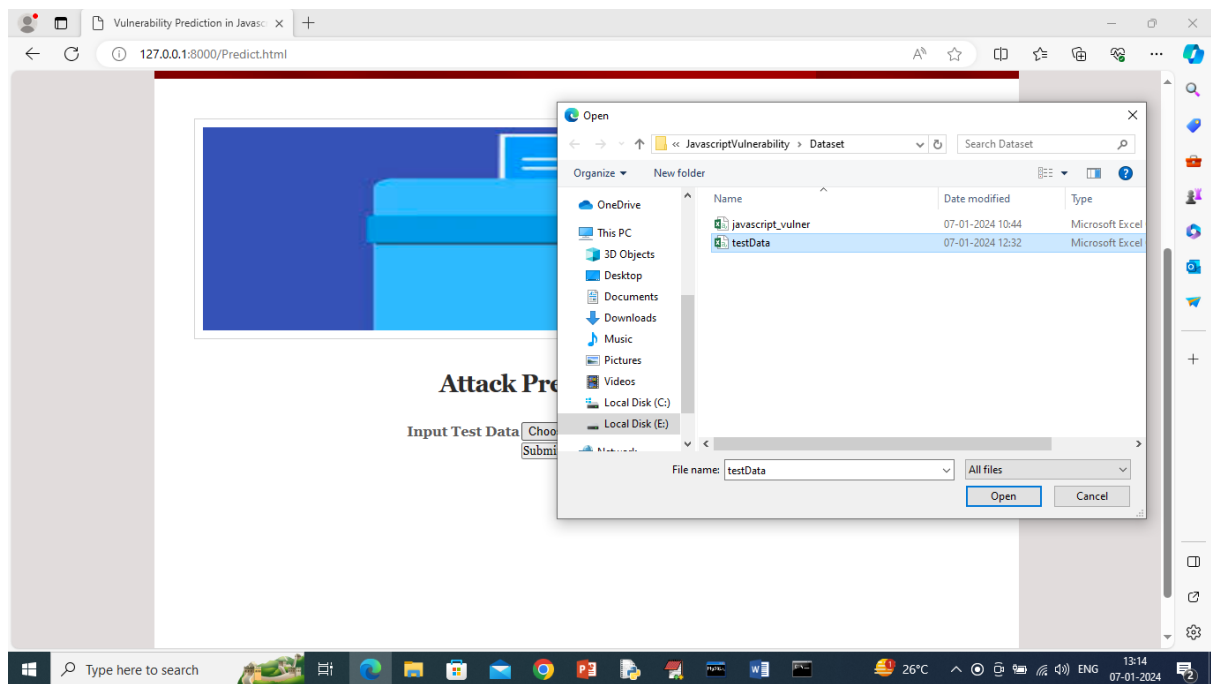 Vulnerability Prediction in Javasc
127.0.0.1:8000/Predict.html
Open
« JavascriptVulnerability › Dataset
Search Dataset
Organize
New folder
Name
Date modified
Type
OneDrive
This PC
3D Objects
Desktop
Documents
Downloads
Music
Pictures
Videos
Local Disk (C:)
Local Disk (E:)
Network
javascript_vulner
07-01-2024 10:44
Microsoft Excel
testData
07-01-2024 12:32
Microsoft Excel
File name:
testData
All files
Open
Cancel
Attack Pre
Input Test Data
Choo
Submi
Type here to search
26°C
ENG
13:14
07-01-2024
2